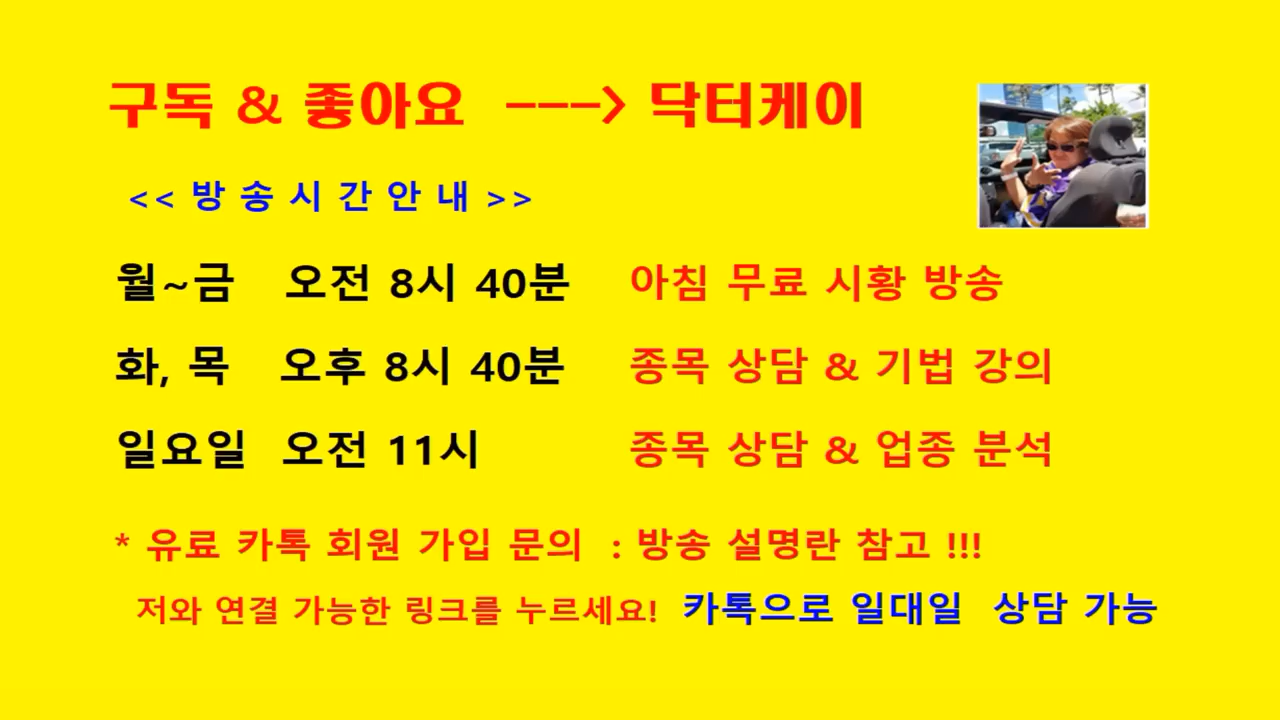 구독 & 좋아요 ---> 닥터케이
<< 방 송 시 간 안 내 >>
월~금 오전 8시 40분 아침 무료 시황 방송
화, 목 오후 8시 40분 종목 상담 & 기법 강의
일요일 오전 11시 종목 상담 & 업종 분석
* 유료 카톡 회원 가입 문의 : 방송 설명란 참고 !!!
저와 연결 가능한 링크를 누르세요! 카톡으로 일대일 상담 가능